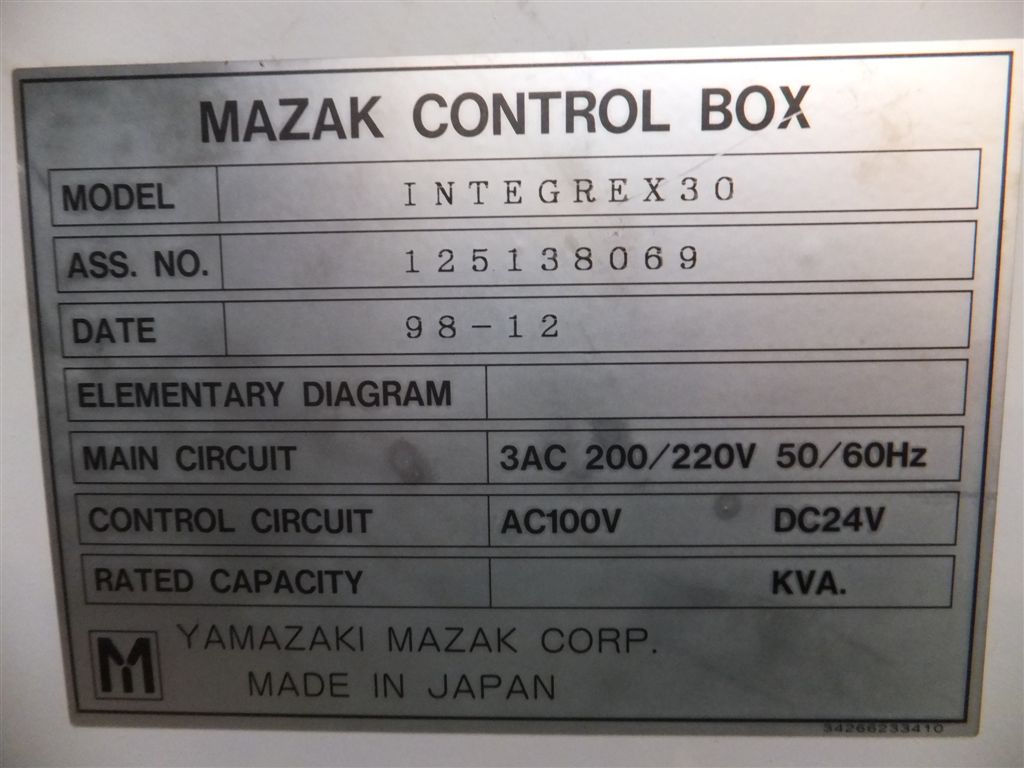 MAZAK CONTROL BOX
MODEL INTEGREX30
ASS. NO. 125138069
DATE 98-12
ELEMENTARY DIAGRAM
MAIN CIRCUIT 3AC 200/220V 50/60Hz
CONTROL CIRCUIT AC100V DC24V
RATED CAPACITY KVA.
M YAMAZAKI MAZAK CORP.
MADE IN JAPAN
34266233410